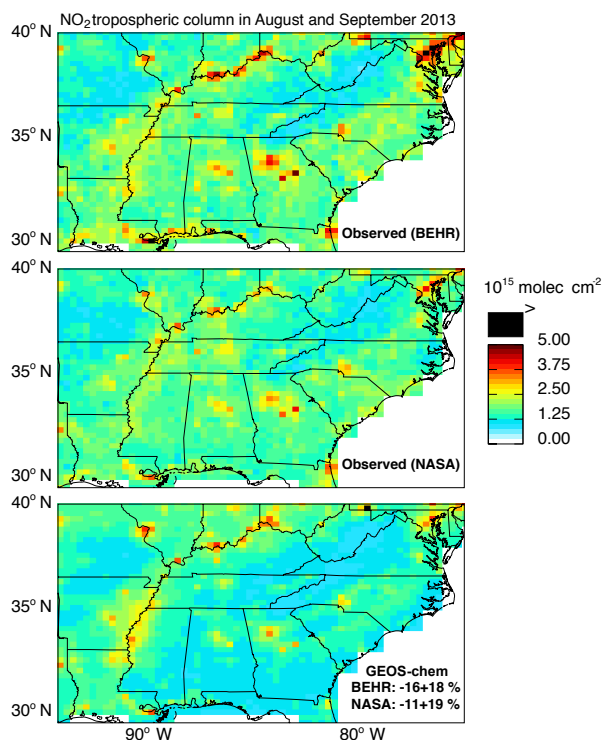 NO2 tropospheric column in August and September 2013
40° N
35° N
30° N
Observed (BEHR)
40° N
35° N
30° N
Observed (NASA)
10^15 molec cm^2
>
5.00
3.75
2.50
1.25
0.00
40° N
35° N
30° N
GEOS-chem
BEHR: -16+18 %
NASA: -11+19 %
90° W
80° W